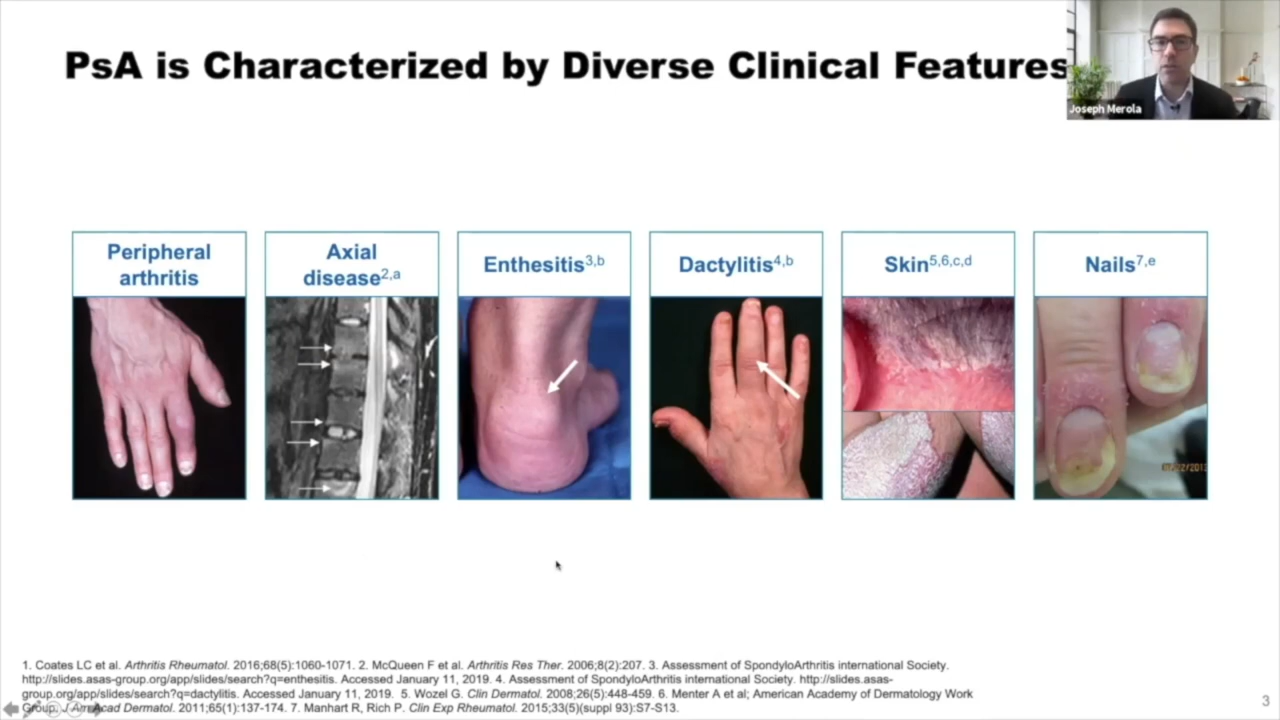 PsA is Characterized by Diverse Clinical Features
Joseph Merola
Peripheral
arthritis
Axial
disease2,a
Enthesitis3,b
Dactylitis4,b
Skin5,6,c,d
Nails7,e
1. Coates LC et al. Arthritis Rheumatol. 2016;68(5):1060-1071. 2. McQueen F et al. Arthritis Res Ther. 2006;8(2):207. 3. Assessment of SpondyloArthritis international Society.
http://slides.asas-group.org/app/slides/search?q=enthesitis. Accessed January 11, 2019. 4. Assessment of SpondyloArthritis international Society. http://slides.asas-
group.org/app/slides/search?q=dactylitis. Accessed January 11, 2019. 5. Wozel G. Clin Dermatol. 2008;26(5):448-459. 6. Menter A et al; American Academy of Dermatology Work
Group. J Am Acad Dermatol. 2011;65(1):137-174. 7. Manhart R, Rich P. Clin Exp Rheumatol. 2015;33(5)(suppl 93):S7-S13.
3